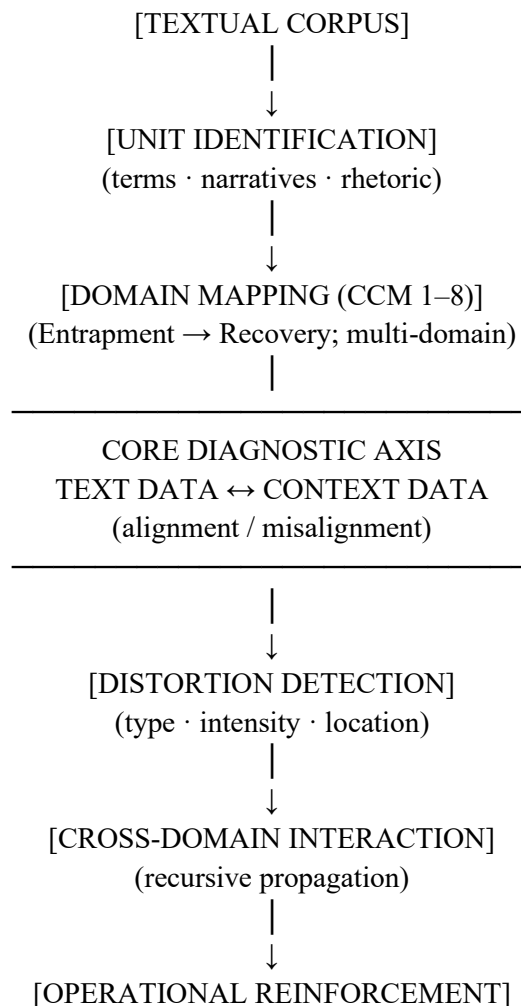 [TEXTUAL CORPUS]
|
↓
[UNIT IDENTIFICATION]
(terms · narratives · rhetoric)
|
↓
[DOMAIN MAPPING (CCM 1–8)]
(Entrapment → Recovery; multi-domain)
|
CORE DIAGNOSTIC AXIS
TEXT DATA ↔ CONTEXT DATA
(alignment / misalignment)
|
↓
[DISTORTION DETECTION]
(type · intensity · location)
|
↓
[CROSS-DOMAIN INTERACTION]
(recursive propagation)
|
↓
[OPERATIONAL REINFORCEMENT]